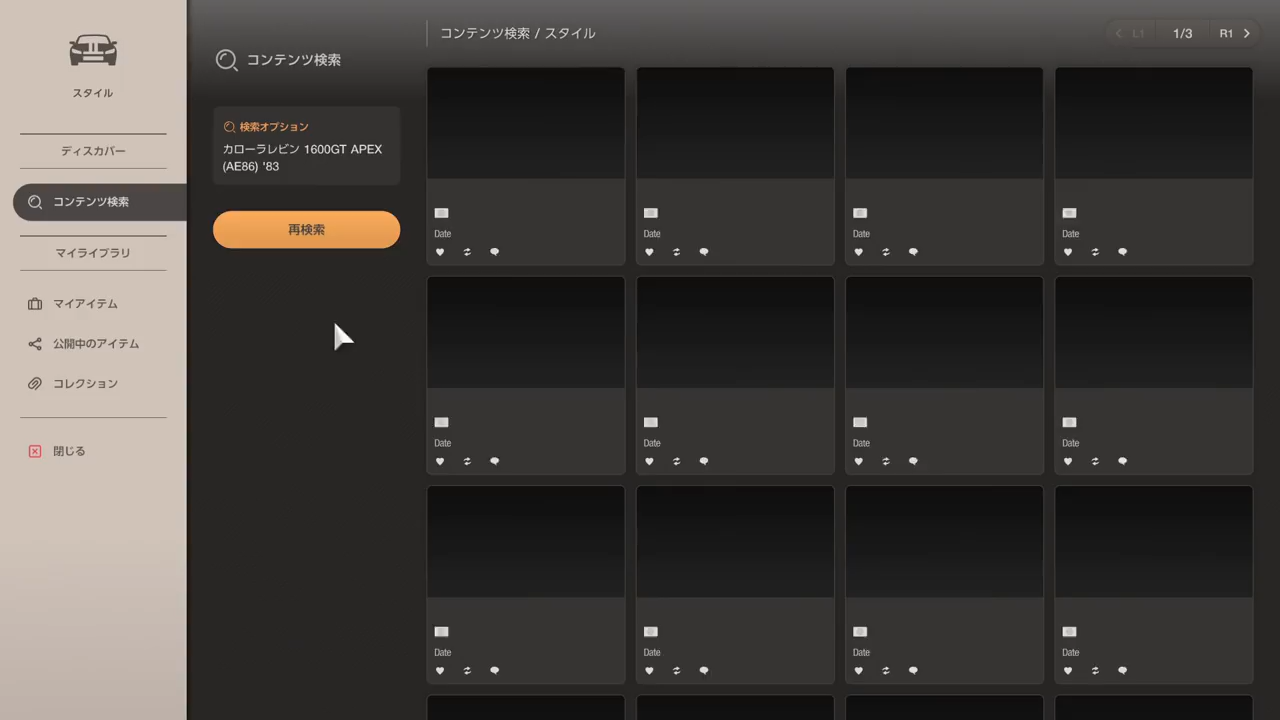 スタイル
ディスカバー
コンテンツ検索
マイライブラリ
マイアイテム
公開中のアイテム
コレクション
閉じる
コンテンツ検索
検索オプション
カローラレビン 1600GT APEX
(AE86) '83
再検索
コンテンツ検索 / スタイル
L1
1/3
R1
Date
Date
Date
Date
Date
Date
Date
Date
Date
Date
Date
Date